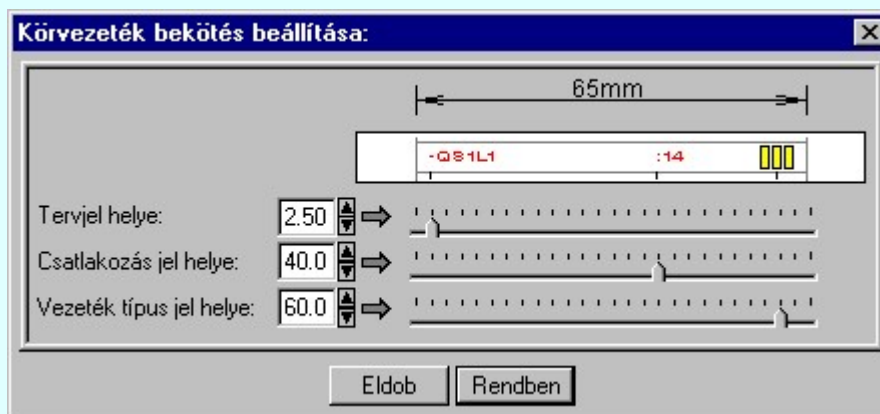 Körvezeték bekötés beállítása:
65mm
-QS1L1 :14
Tervjel helye: 2.50
Csatlakozás jel helye: 40.0
Vezeték típus jel helye: 60.0
Eldob Rendben